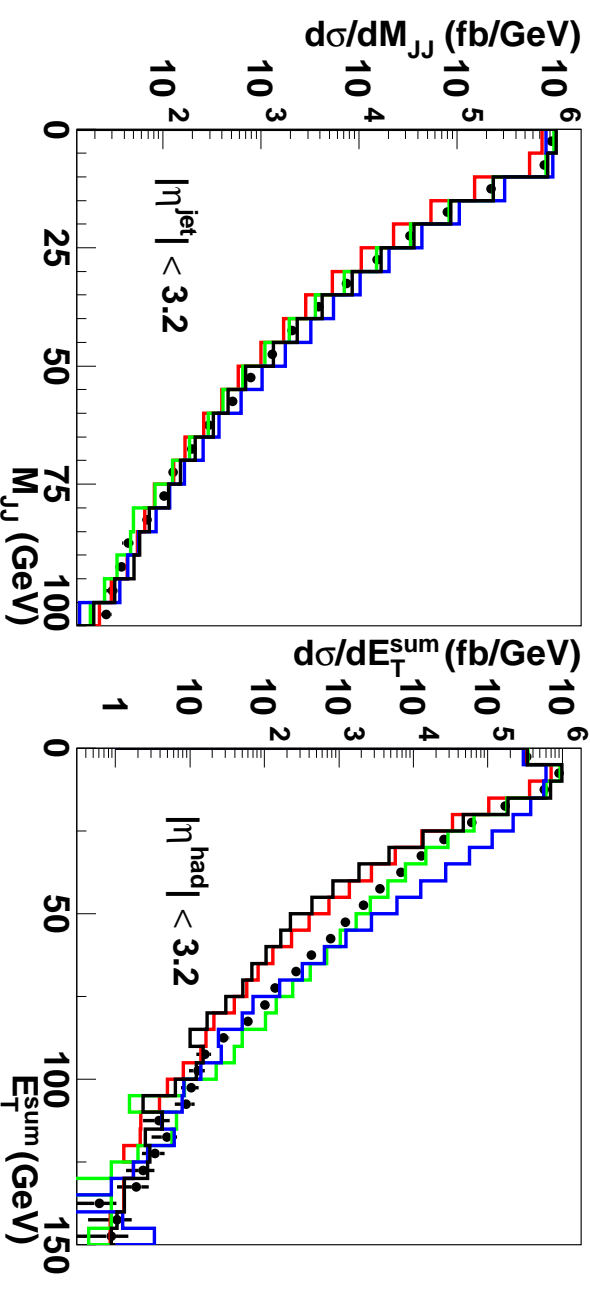 dσ/dM_JJ (fb/GeV)
10^6
10^5
10^4
10^3
10^2
|η^jet| < 3.2
0 25 50 75 100
M_JJ (GeV)
dσ/dE_T^sum (fb/GeV)
10^6
10^5
10^4
10^3
10^2
10
1
|η^had| < 3.2
0 50 100 150
E_T^sum (GeV)